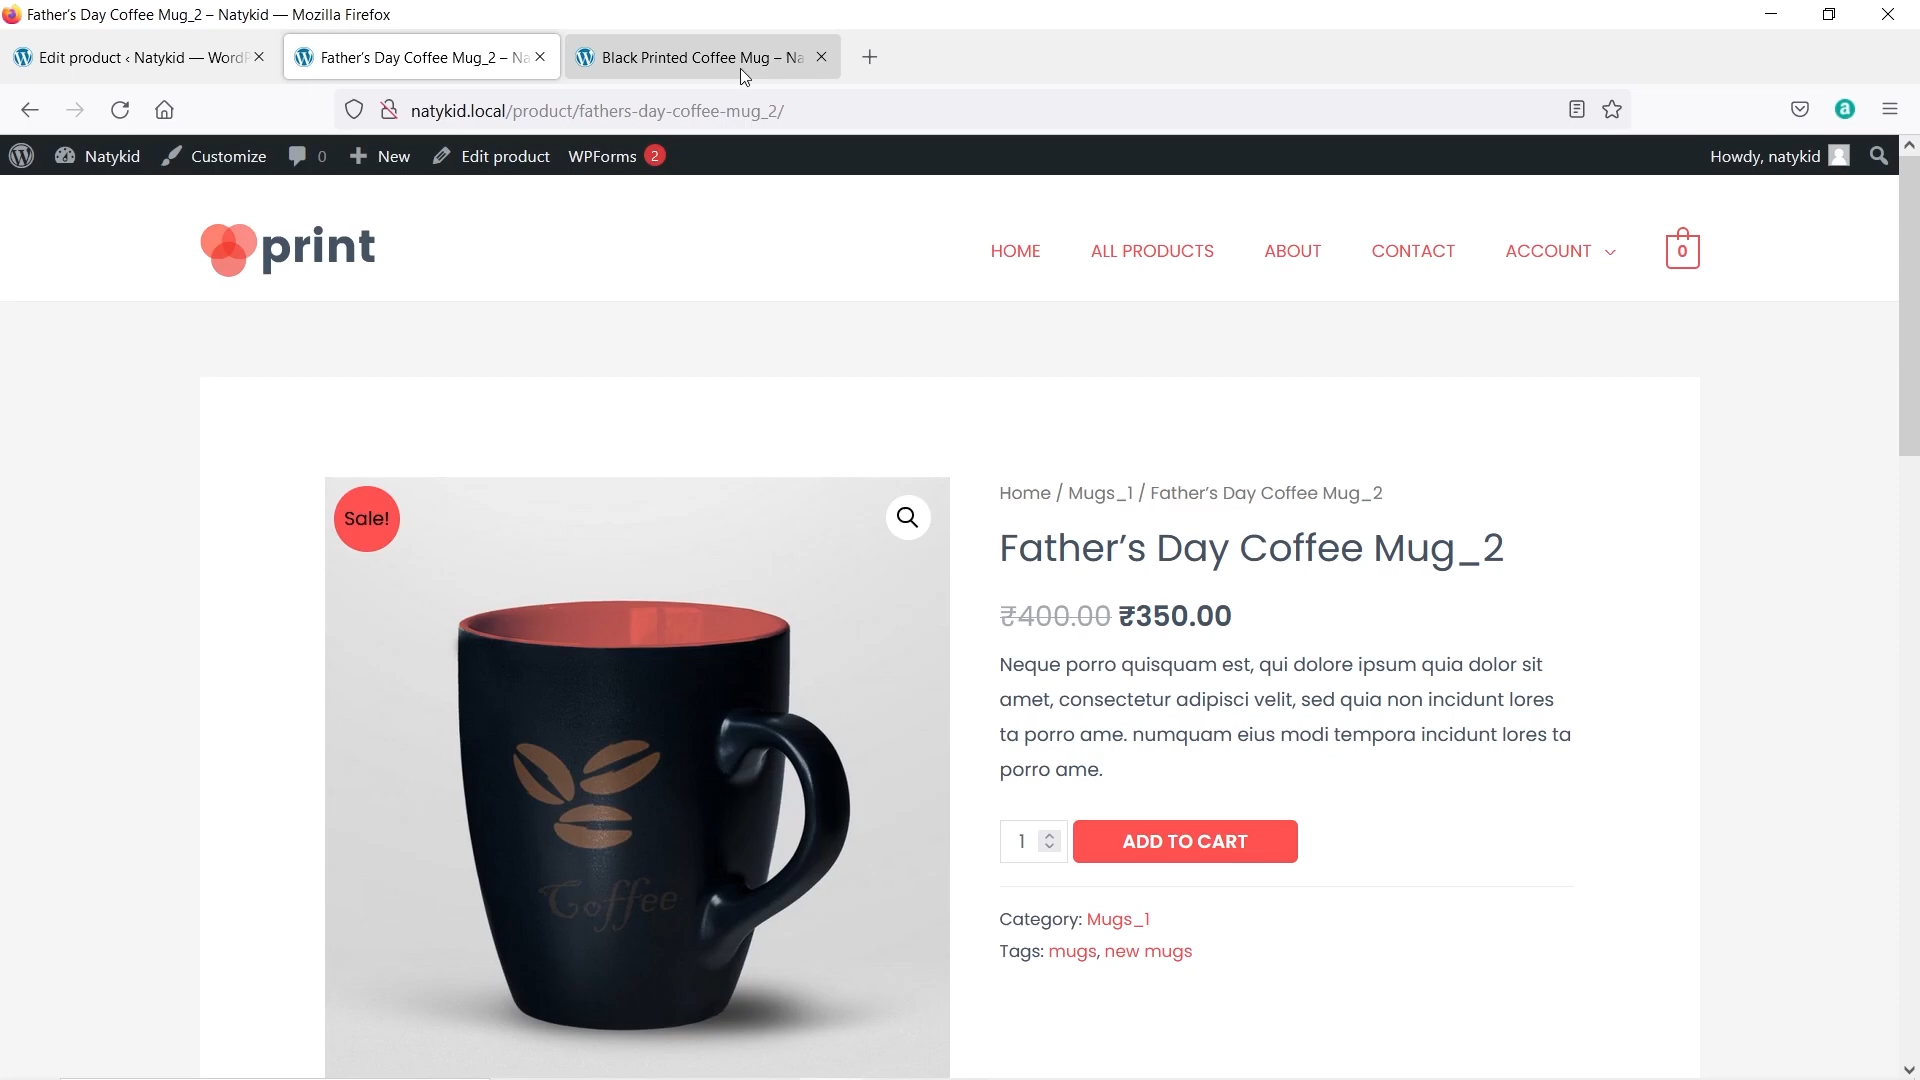 Father's Day Coffee Mug_2 – Natykid — Mozilla Firefox
Edit product ‹ Natykid — WordP
Father's Day Coffee Mug_2 – Na
Black Printed Coffee Mug – Na
natykid.local/product/fathers-day-coffee-mug_2/
a
Natykid
Customize
0
New
Edit product
WPForms 2
Howdy, natykid
print
HOME
ALL PRODUCTS
ABOUT
CONTACT
ACCOUNT
0
Sale!
Coffee
Home / Mugs_1 / Father's Day Coffee Mug_2
Father's Day Coffee Mug_2
₹400.00 ₹350.00
Neque porro quisquam est, qui dolore ipsum quia dolor sit
amet, consectetur adipisci velit, sed quia non incidunt lores
ta porro ame. numquam eius modi tempora incidunt lores ta
porro ame.
1
ADD TO CART
Category: Mugs_1
Tags: mugs, new mugs